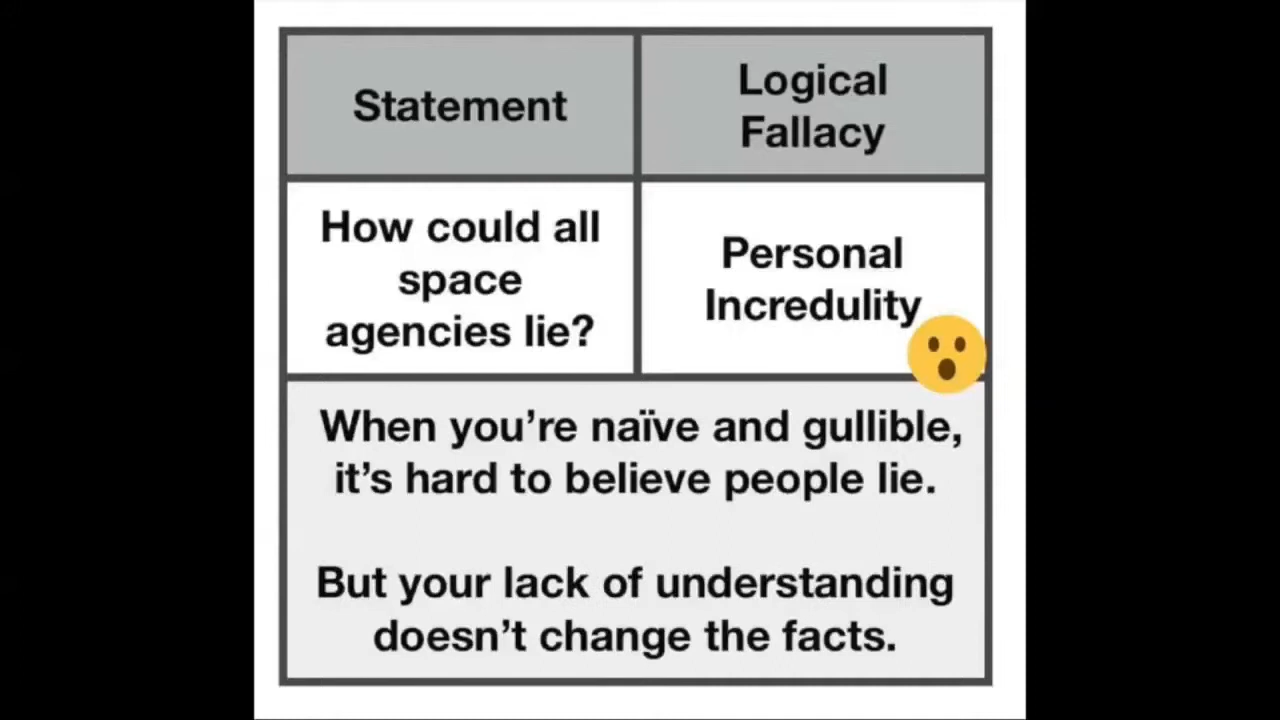 Statement
Logical
Fallacy
How could all
space
agencies lie?
Personal
Incredulity
When you're naïve and gullible,
it's hard to believe people lie.
But your lack of understanding
doesn't change the facts.